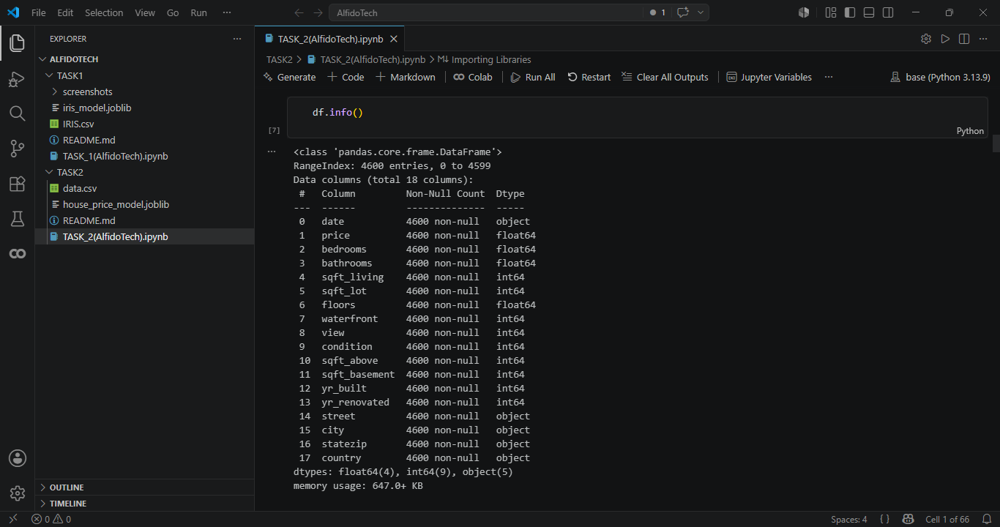 File Edit Selection View Go Run ··· AlfidoTech 1
EXPLORER ···
ALFIDOTECH
TASK1
screenshots
iris_model.joblib
IRIS.csv
README.md
TASK_1(AlfidoTech).ipynb
TASK2
data.csv
house_price_model.joblib
README.md
TASK_2(AlfidoTech).ipynb
OUTLINE
TIMELINE
TASK_2(AlfidoTech).ipynb
TASK2 > TASK_2(AlfidoTech).ipynb > M↓ Importing Libraries
Generate + Code + Markdown Colab Run All Restart Clear All Outputs Jupyter Variables ··· base (Python 3.13.9)
df.info()
[7]
Python
<class 'pandas.core.frame.DataFrame'>
RangeIndex: 4600 entries, 0 to 4599
Data columns (total 18 columns):
 #   Column         Non-Null Count  Dtype
---  ------         --------------  -----
 0   date           4600 non-null   object
 1   price          4600 non-null   float64
 2   bedrooms       4600 non-null   float64
 3   bathrooms      4600 non-null   float64
 4   sqft_living    4600 non-null   int64
 5   sqft_lot       4600 non-null   int64
 6   floors         4600 non-null   float64
 7   waterfront     4600 non-null   int64
 8   view           4600 non-null   int64
 9   condition      4600 non-null   int64
 10  sqft_above     4600 non-null   int64
 11  sqft_basement  4600 non-null   int64
 12  yr_built       4600 non-null   int64
 13  yr_renovated   4600 non-null   int64
 14  street         4600 non-null   object
 15  city           4600 non-null   object
 16  statezip       4600 non-null   object
 17  country        4600 non-null   object
dtypes: float64(4), int64(9), object(5)
memory usage: 647.0+ KB
0 0 Spaces: 4 { } Cell 1 of 66